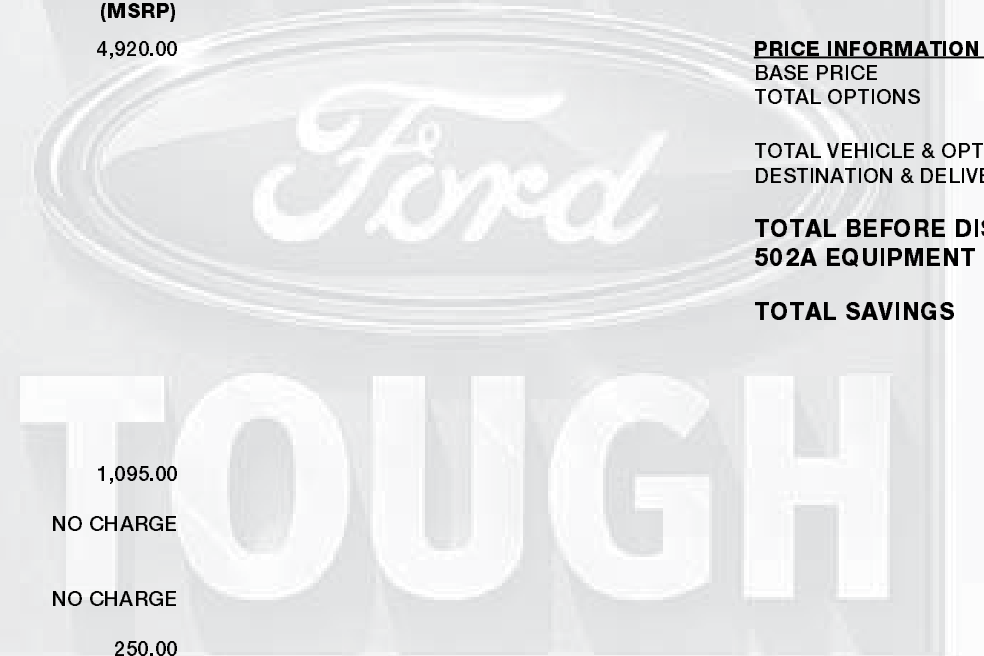 (MSRP)
4,920.00
PRICE INFORMATION
BASE PRICE
TOTAL OPTIONS
Ford
TOTAL VEHICLE & OPT
DESTINATION & DELIVE
TOTAL BEFORE DIS
502A EQUIPMENT
TOTAL SAVINGS
TOUGH
1,095.00
NO CHARGE
NO CHARGE
250.00